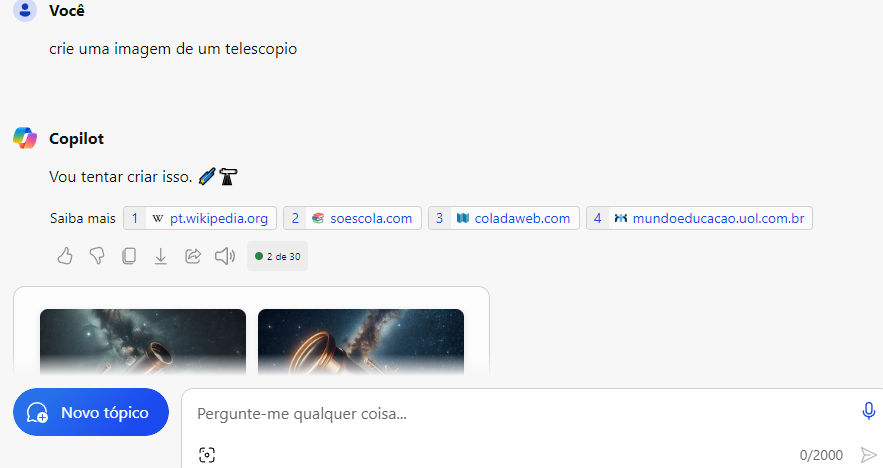 Você
crie uma imagem de um telescopio
Copilot
Vou tentar criar isso.
Saiba mais 1 W pt.wikipedia.org 2 soescola.com 3 coladaweb.com 4 mundoeducacao.uol.com.br
2 de 30
Novo tópico
Pergunte-me qualquer coisa...
0/2000